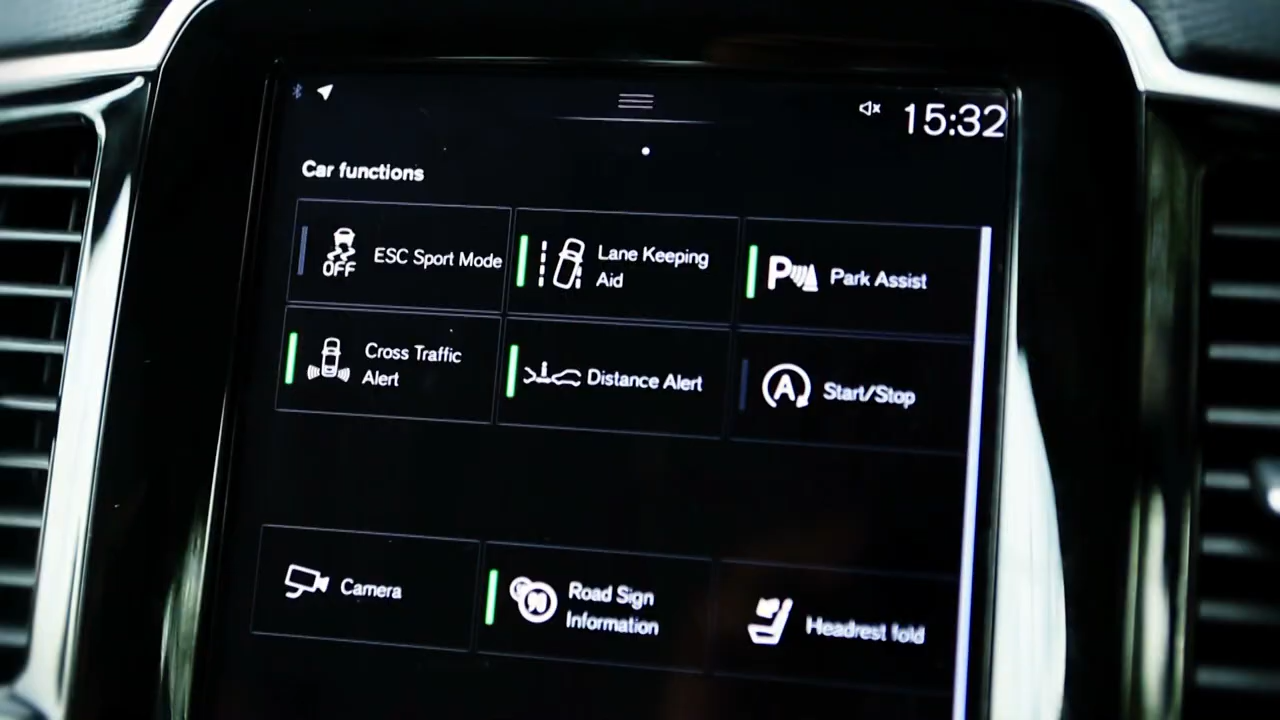 15:32
Car functions
OFF
ESC Sport Mode
Lane Keeping
Aid
P
Park Assist
Cross Traffic
Alert
Distance Alert
A
Start/Stop
Camera
90
Road Sign
Information
Headrest fold